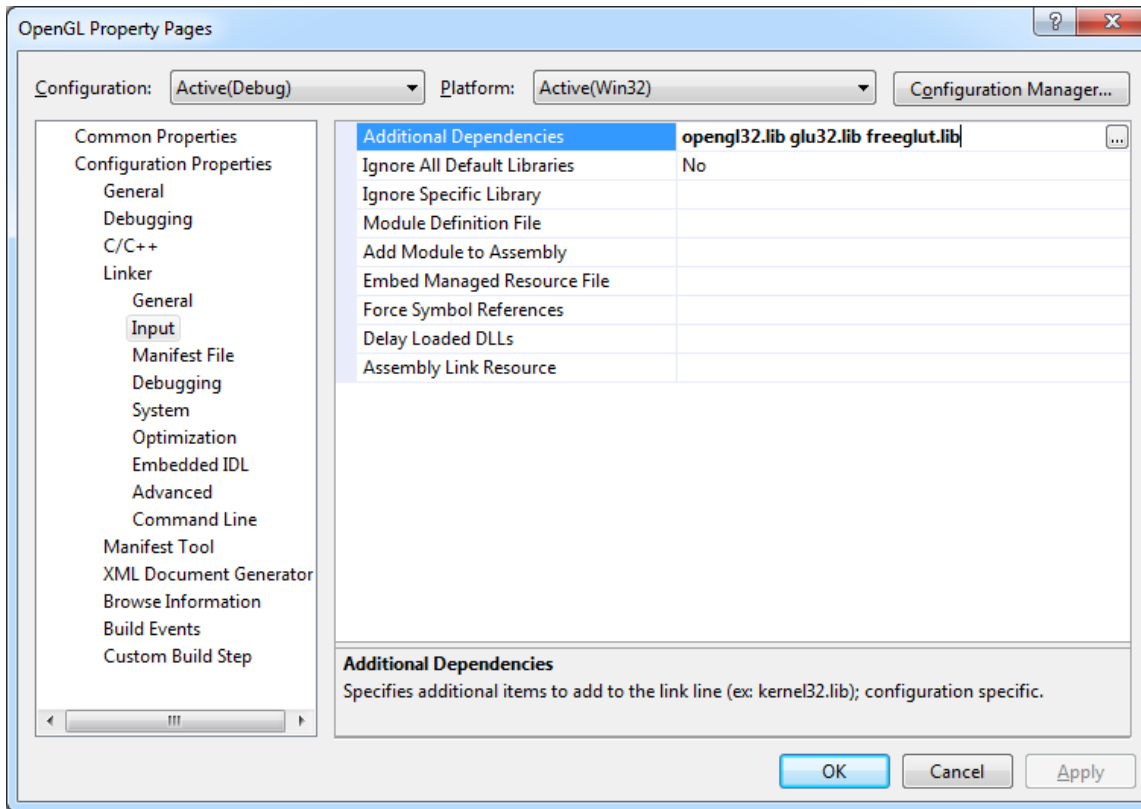 OpenGL Property Pages
Configuration: Active(Debug) Platform: Active(Win32) Configuration Manager...
Common Properties
Configuration Properties
General
Debugging
C/C++
Linker
General
Input
Manifest File
Debugging
System
Optimization
Embedded IDL
Advanced
Command Line
Manifest Tool
XML Document Generator
Browse Information
Build Events
Custom Build Step
Additional Dependencies opengl32.lib glu32.lib freeglut.lib ...
Ignore All Default Libraries No
Ignore Specific Library
Module Definition File
Add Module to Assembly
Embed Managed Resource File
Force Symbol References
Delay Loaded DLLs
Assembly Link Resource
Additional Dependencies
Specifies additional items to add to the link line (ex: kernel32.lib); configuration specific.
OK Cancel Apply